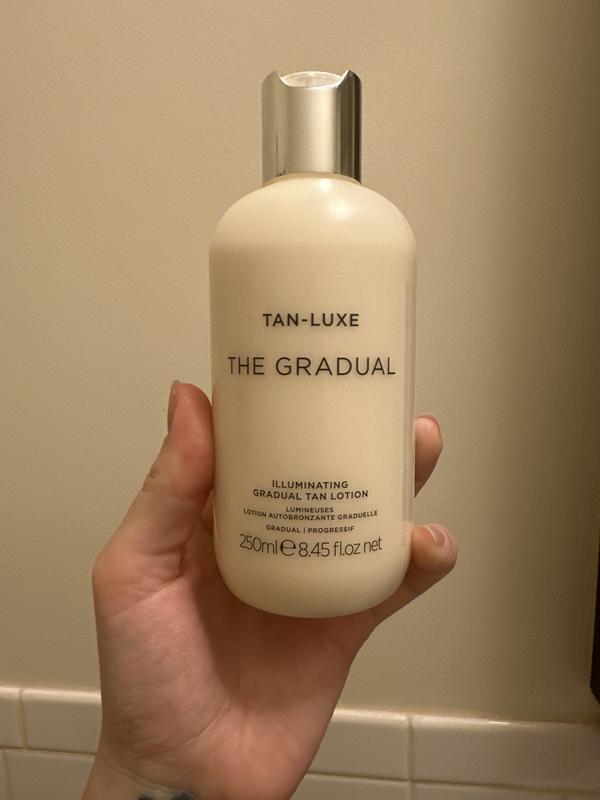 TAN-LUXE
THE GRADUAL
ILLUMINATING
GRADUAL TAN LOTION
LUMINEUSES
LOTION AUTOBRONZANTE GRADUELLE
GRADUAL | PROGRESSIF
250ml ℮ 8.45 fl.oz net